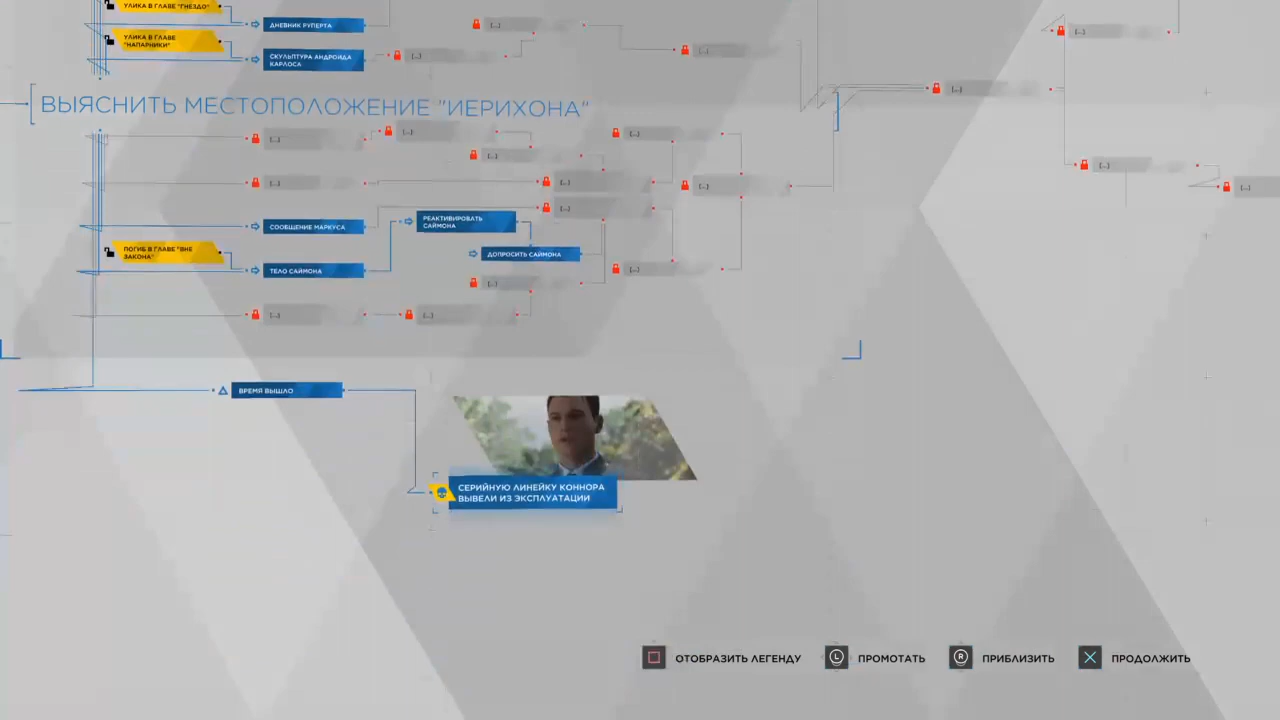 УЛИКА В ГЛАВЕ "ГНЕЗДО"
ДНЕВНИК РУПЕРТА
[...]
[...]
УЛИКА В ГЛАВЕ
"НАПАРНИКИ"
СКУЛЬПТУРА АНДРОИДА
КАРЛОСА
[...]
[...]
[...]
ВЫЯСНИТЬ МЕСТОПОЛОЖЕНИЕ "ИЕРИХОНА"
[...]
[...]
[...]
[...]
[...]
[...]
[...]
[...]
[...]
[...]
[...]
СООБЩЕНИЕ МАРКУСА
РЕАКТИВИРОВАТЬ
САЙМОНА
ПОГИБ В ГЛАВЕ "ВНЕ
ЗАКОНА"
ДОПРОСИТЬ САЙМОНА
ТЕЛО САЙМОНА
[...]
[...]
[...]
[...]
ВРЕМЯ ВЫШЛО
СЕРИЙНУЮ ЛИНЕЙКУ КОННОРА
ВЫВЕЛИ ИЗ ЭКСПЛУАТАЦИИ
ОТОБРАЗИТЬ ЛЕГЕНДУ
L ПРОМОТАТЬ
R ПРИБЛИЗИТЬ
ПРОДОЛЖИТЬ